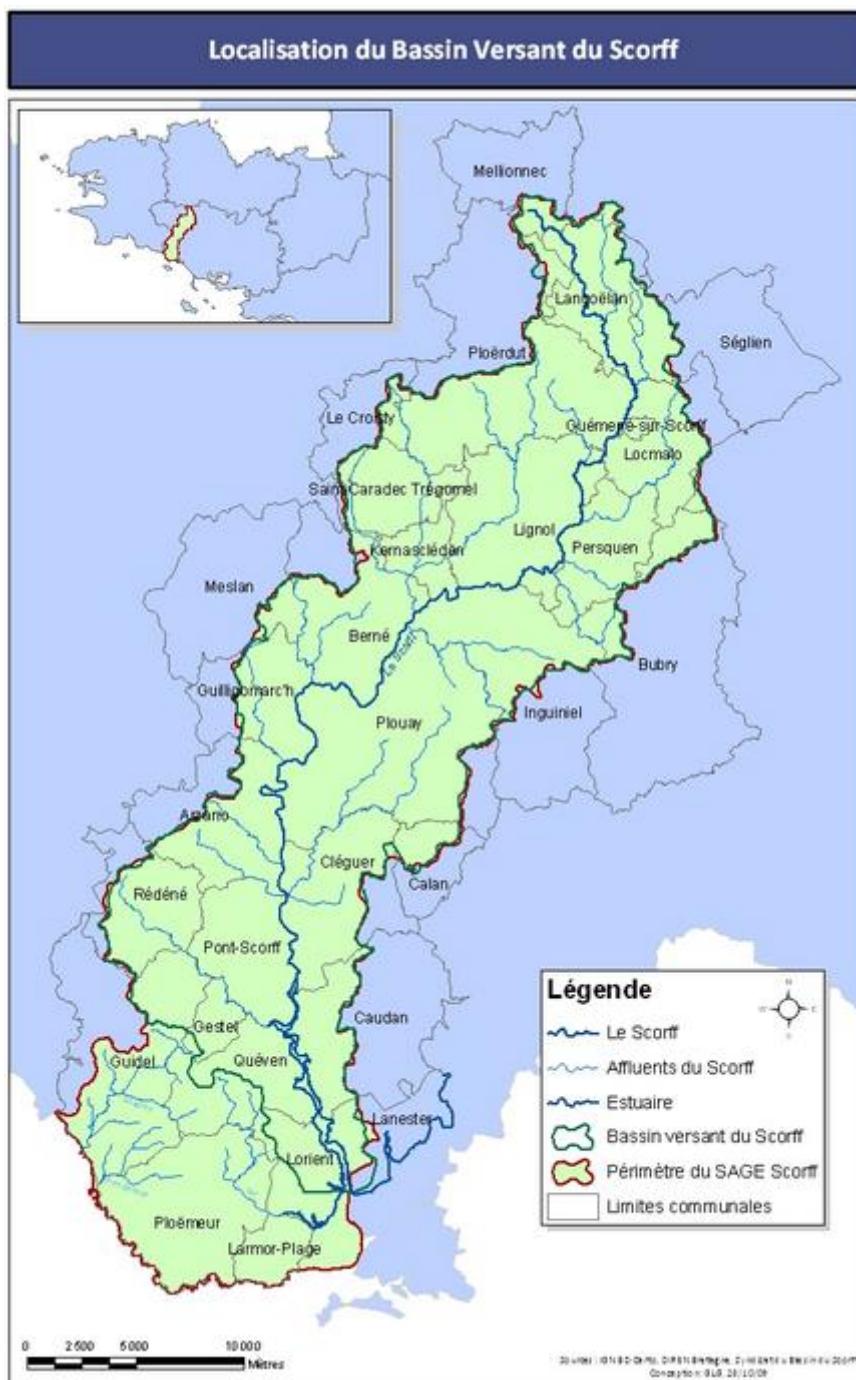 Localisation du Bassin Versant du Scorff
Mellionnec
Langoëlan
Séglien
Ploërdut
Le Croisty
Guémené-sur-Scorff
Locmalo
Saint-Caradec Trégomel
Lignol
Kernascléden
Persquen
Meslan
Berné
Le Scorff
Bubry
Guilligomarc'h
Inguiniel
Plouay
Arzano
Cléguer
Calan
Rédéné
Pont-Scorff
Caudan
Gestel
Guidel
Quéven
Lanester
Lorient
Ploëmeur
Larmor-Plage
Légende
N
W
E
S
Le Scorff
Affluents du Scorff
Estuaire
Bassin versant du Scorff
Périmètre du SAGE Scorff
Limites communales
0 2 500 5 000 10 000
Mètres